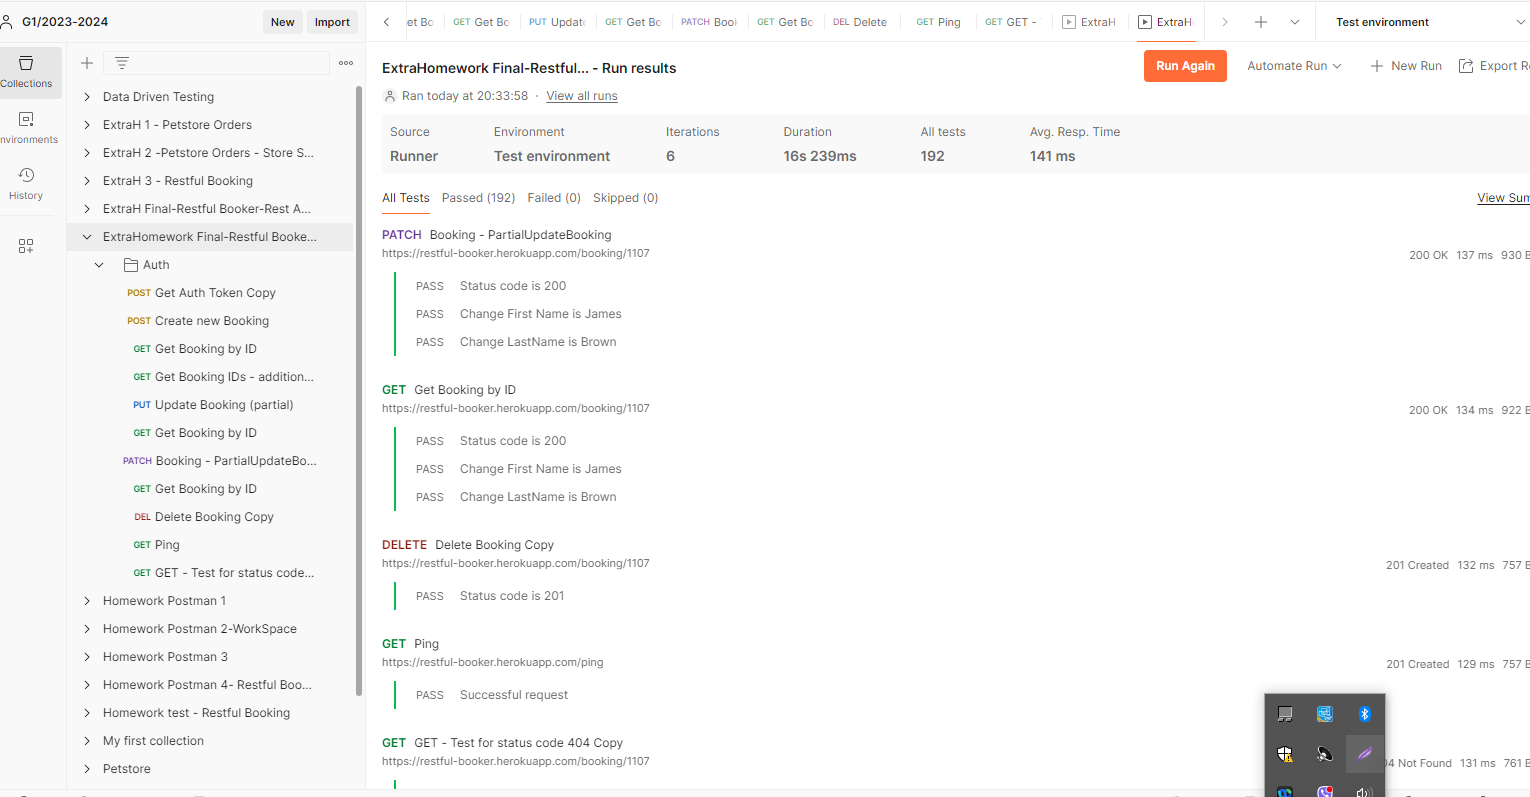 G1/2023-2024
New
Import
Collections
nvironments
History
Data Driven Testing
ExtraH 1 - Petstore Orders
ExtraH 2 -Petstore Orders - Store S...
ExtraH 3 - Restful Booking
ExtraH Final-Restful Booker-Rest A...
ExtraHomework Final-Restful Booke...
Auth
POST Get Auth Token Copy
POST Create new Booking
GET Get Booking by ID
GET Get Booking IDs - addition...
PUT Update Booking (partial)
GET Get Booking by ID
PATCH Booking - PartialUpdateBo...
GET Get Booking by ID
DEL Delete Booking Copy
GET Ping
GET GET - Test for status code...
Homework Postman 1
Homework Postman 2-WorkSpace
Homework Postman 3
Homework Postman 4- Restful Boo...
Homework test - Restful Booking
My first collection
Petstore
et Bo GET Get Bo PUT Updat GET Get Bo PATCH Bool GET Get Bo DEL Delete GET Ping GET GET - ExtraH ExtraH
Test environment
ExtraHomework Final-Restful... - Run results
Run Again
Automate Run
New Run
Export Re
Ran today at 20:33:58 · View all runs
Source Environment Iterations Duration All tests Avg. Resp. Time
Runner Test environment 6 16s 239ms 192 141 ms
All Tests Passed (192) Failed (0) Skipped (0)
View Sum
PATCH Booking - PartialUpdateBooking
https://restful-booker.herokuapp.com/booking/1107
200 OK 137 ms 930 B
PASS Status code is 200
PASS Change First Name is James
PASS Change LastName is Brown
GET Get Booking by ID
https://restful-booker.herokuapp.com/booking/1107
200 OK 134 ms 922 B
PASS Status code is 200
PASS Change First Name is James
PASS Change LastName is Brown
DELETE Delete Booking Copy
https://restful-booker.herokuapp.com/booking/1107
201 Created 132 ms 757 B
PASS Status code is 201
GET Ping
https://restful-booker.herokuapp.com/ping
201 Created 129 ms 757 B
PASS Successful request
GET GET - Test for status code 404 Copy
https://restful-booker.herokuapp.com/booking/1107
04 Not Found 131 ms 761 B